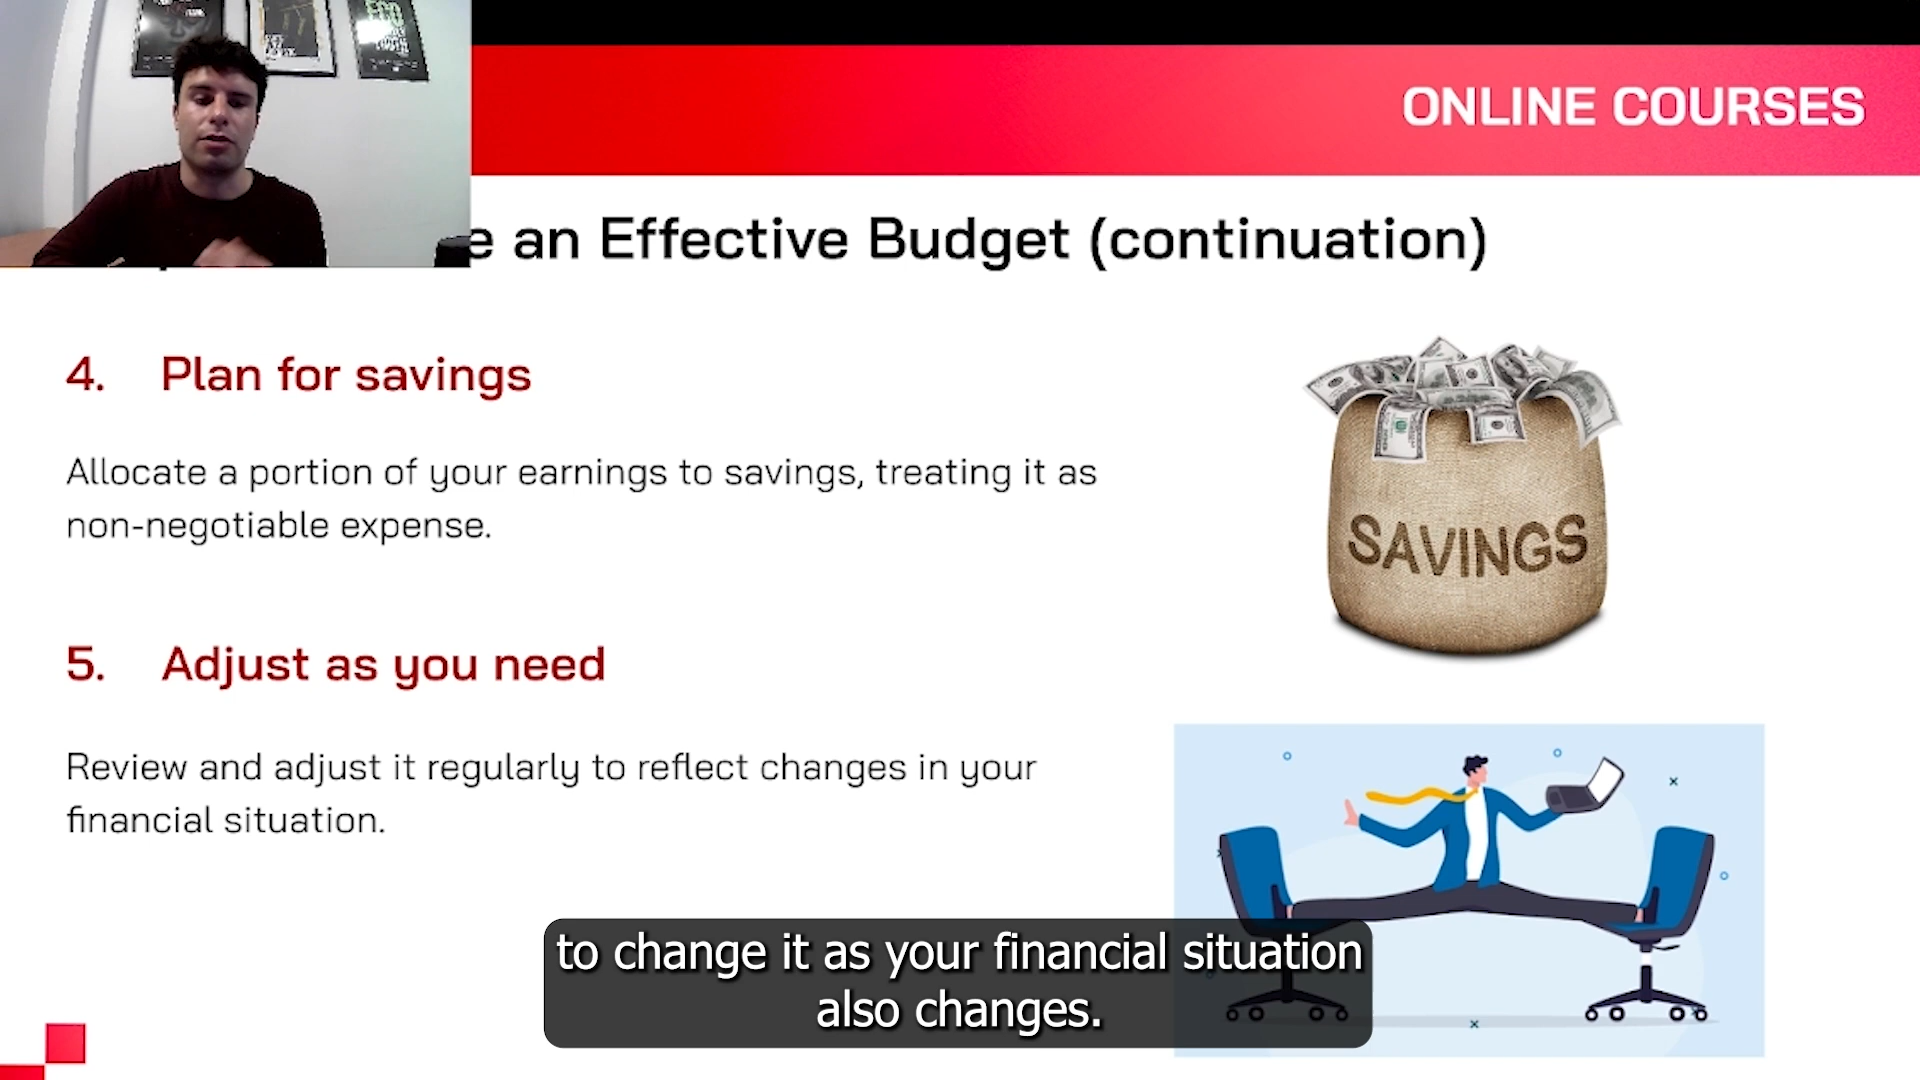 ONLINE COURSES
an Effective Budget (continuation)
4. Plan for savings
Allocate a portion of your earnings to savings, treating it as
non-negotiable expense.
SAVINGS
5. Adjust as you need
Review and adjust it regularly to reflect changes in your
financial situation.
to change it as your financial situation
also changes.